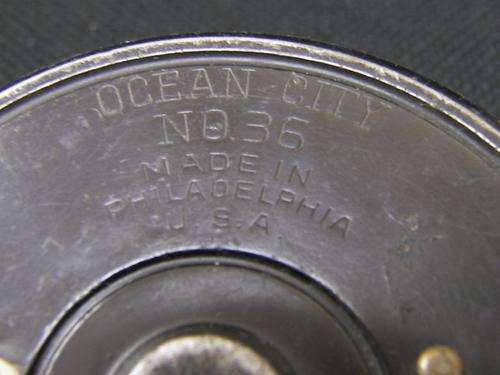 OCEAN CITY
NO.36
MADE IN
PHILADELPHIA
U.S.A